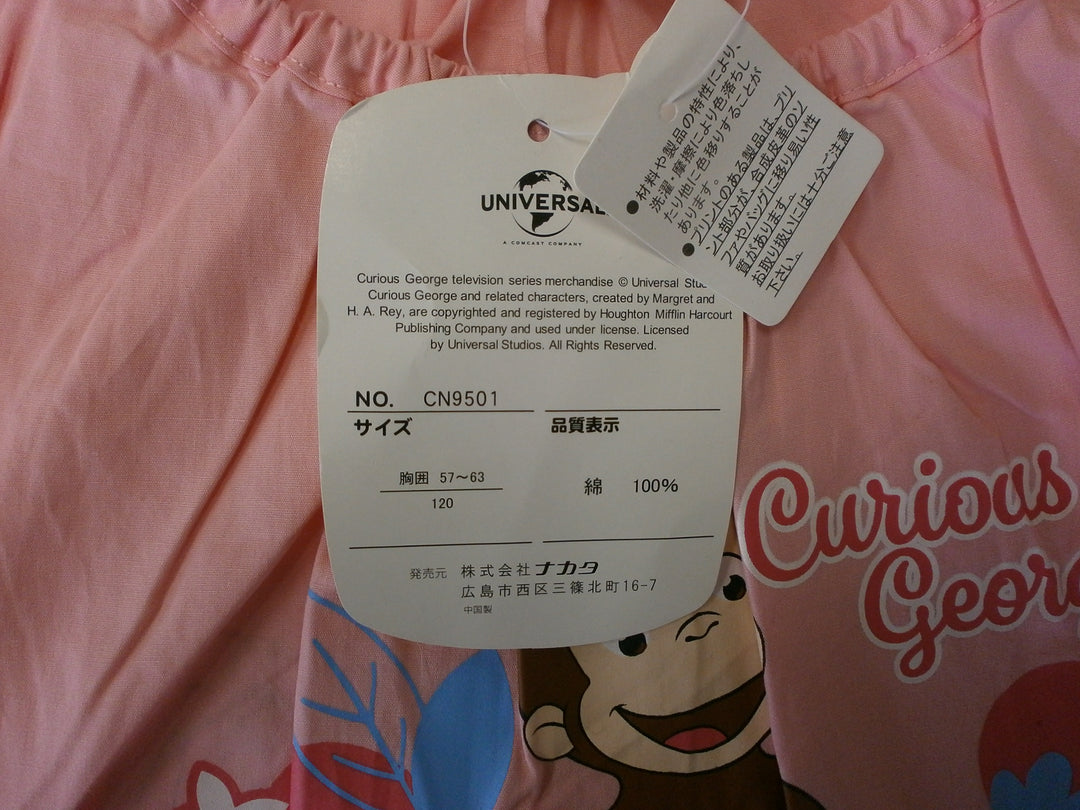 UNIVERSAL
A COMCAST COMPANY
Curious George television series merchandise © Universal
Curious George and related characters, created by Margret and
H. A. Rey, are copyrighted and registered by Houghton Mifflin Harcourt
Publishing Company and used under license. Licensed
by Universal Studios. All Rights Reserved.
NO. CN9501
サイズ
胸囲 57～63
120
品質表示
綿 100%
発売元 株式会社ナカタ
広島市西区三篠北町16-7
中国製
●材料や製品の特性により、
洗濯・摩擦により色落ちし
たり他に色移りすることが
あります。
●プリントのある製品は、プリ
ント部分が、合成皮革のソ
ファやバッグに移り易い性
質があります。
お取り扱いには十分ご注意
下さい。
Curious